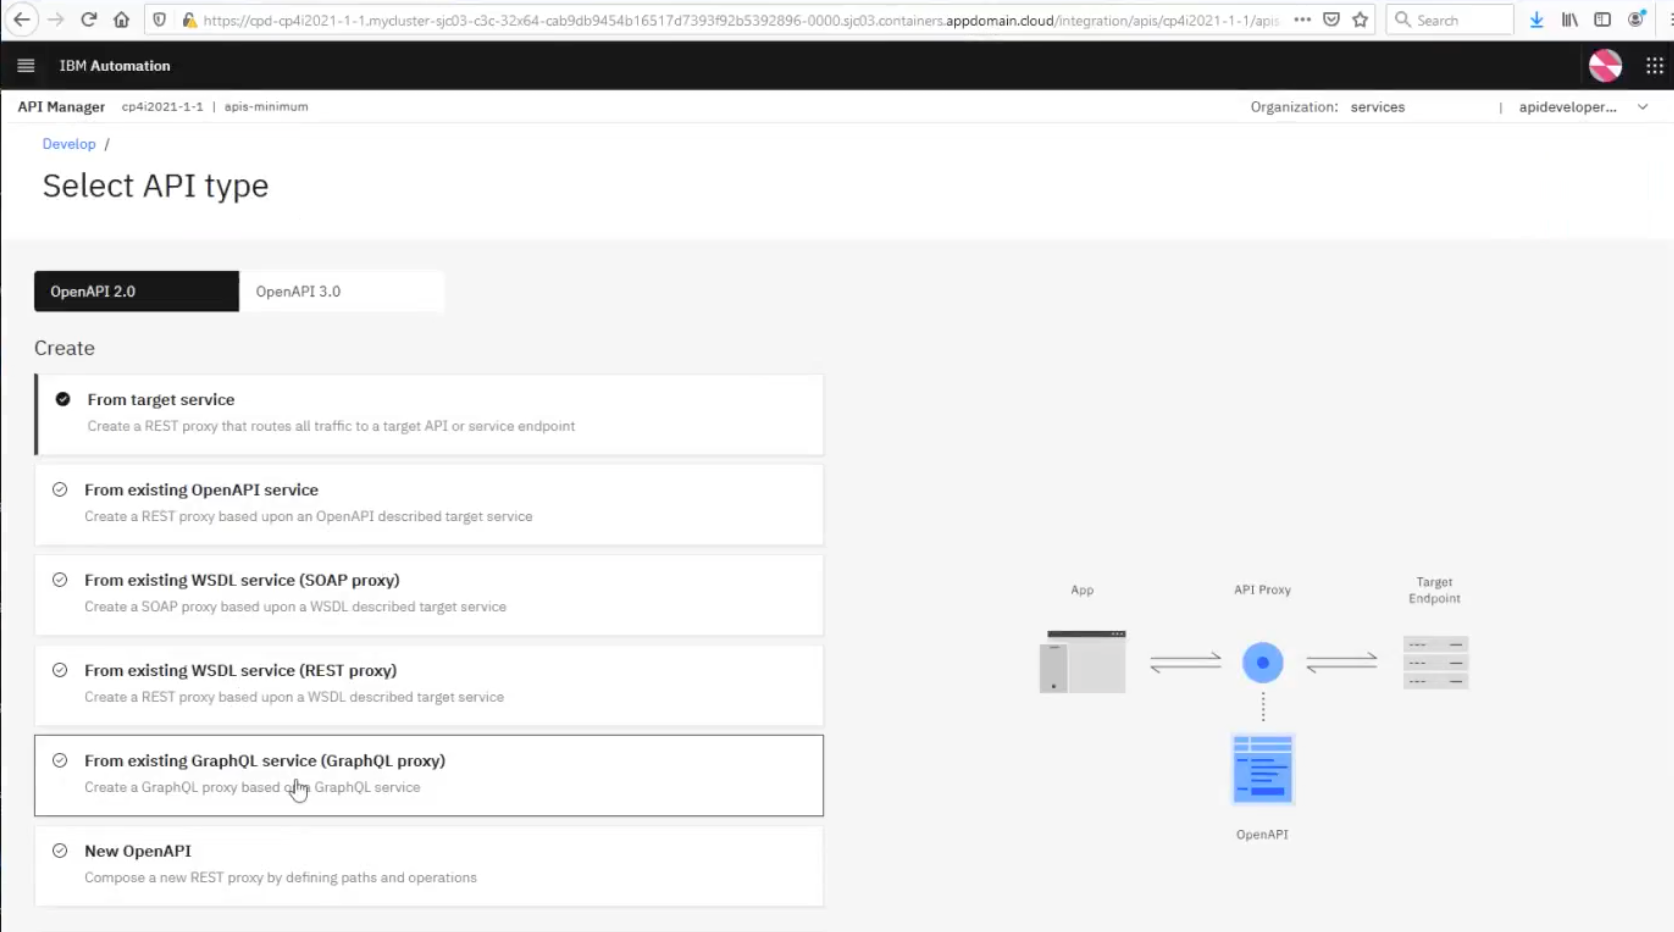 https://cpd-cp4i2021-1-1.mycluster-sjc03-c3c-32x64-cab9db9454b16517d7393f92b5392896-0000.sjc03.containers.appdomain.cloud/integration/apis/cp4i2021-1-1/apis
Search
IBM Automation
API Manager cp4i2021-1-1 | apis-minimum
Organization: services | apideveloper...
Develop /
Select API type
OpenAPI 2.0
OpenAPI 3.0
Create
From target service
Create a REST proxy that routes all traffic to a target API or service endpoint
From existing OpenAPI service
Create a REST proxy based upon an OpenAPI described target service
From existing WSDL service (SOAP proxy)
Create a SOAP proxy based upon a WSDL described target service
From existing WSDL service (REST proxy)
Create a REST proxy based upon a WSDL described target service
From existing GraphQL service (GraphQL proxy)
Create a GraphQL proxy based GraphQL service
New OpenAPI
Compose a new REST proxy by defining paths and operations
App
API Proxy
Target
Endpoint
OpenAPI